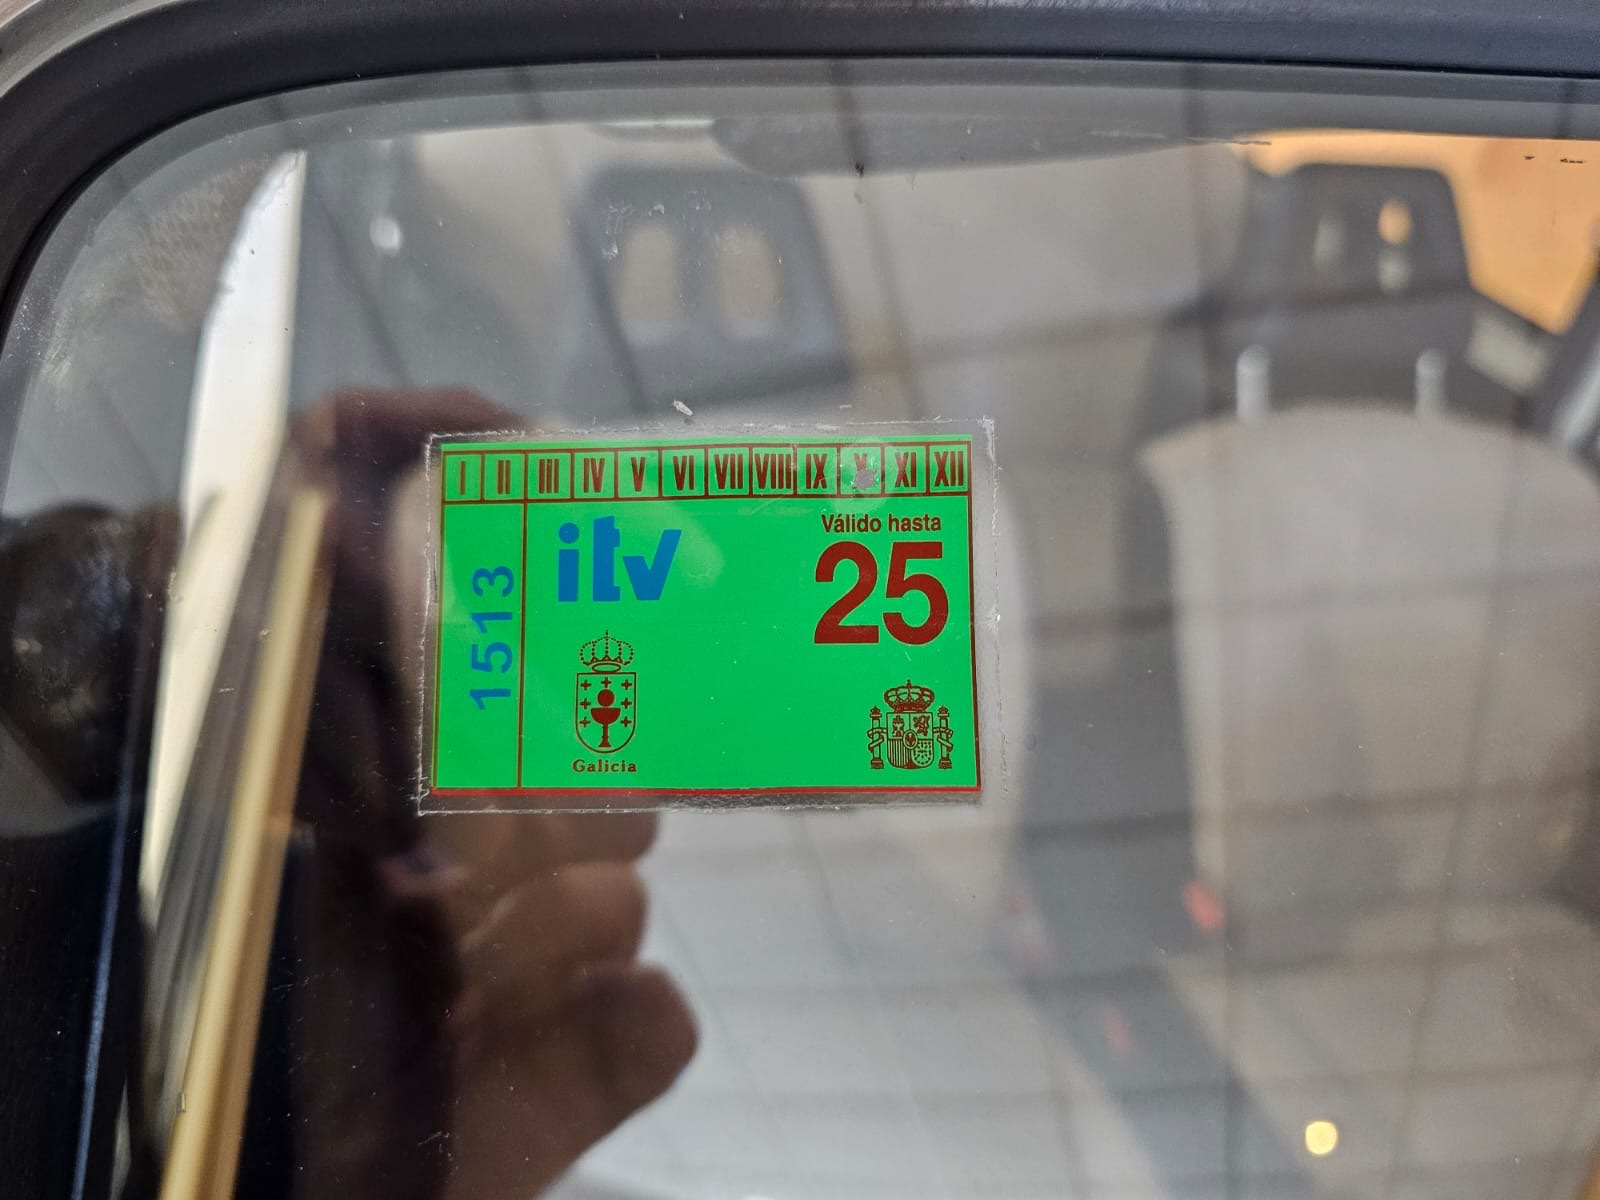 I II III IV V VI VII VIII IX X XI XII
1513
itv
Válido hasta
25
Galicia